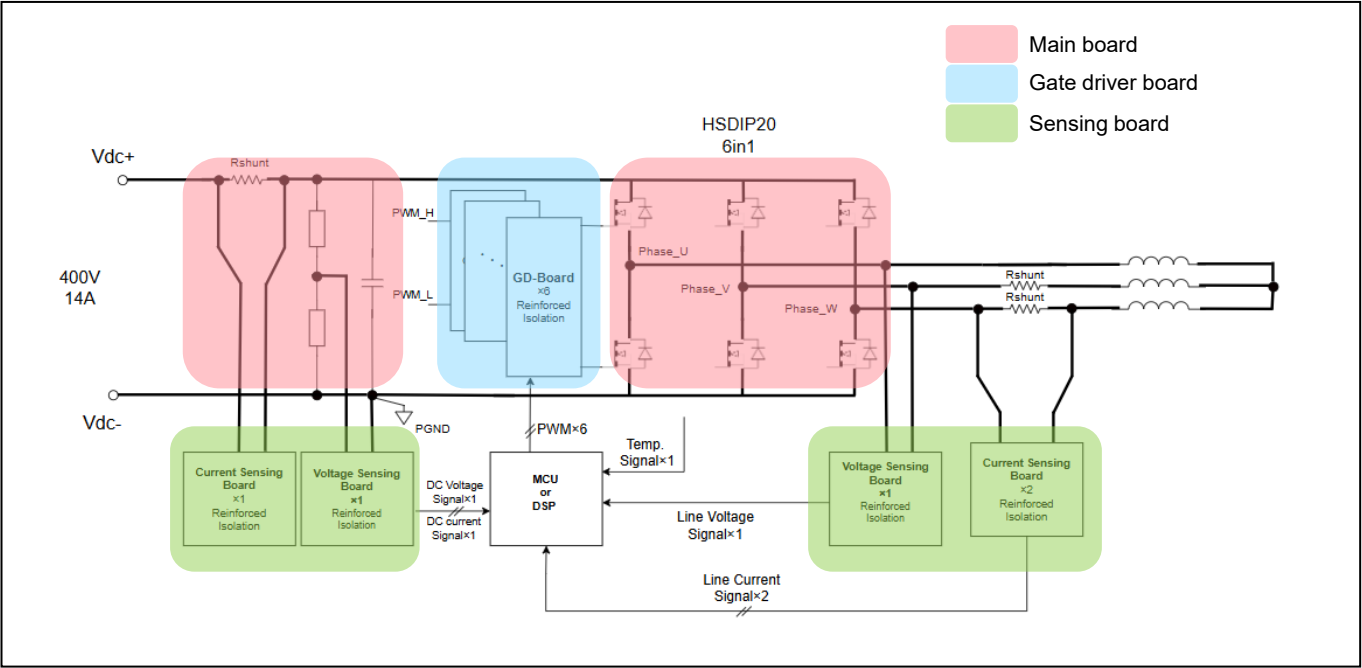 Main board
Gate driver board
Sensing board
HSDIP20
6in1
Vdc+
Rshunt
PWM_H
400V
14A
GD-Board
×6
Reinforced
Isolation
PWM_L
Phase_U
Phase_V
Phase_W
Rshunt
Rshunt
Vdc-
PGND
PWM×6
Temp.
Signal×1
Current Sensing
Board
×1
Reinforced
Isolation
Voltage Sensing
Board
×1
Reinforced
Isolation
DC Voltage
Signal×1
DC current
Signal×1
MCU
or
DSP
Line Voltage
Signal×1
Voltage Sensing
Board
×1
Reinforced
Isolation
Current Sensing
Board
×2
Reinforced
Isolation
Line Current
Signal×2